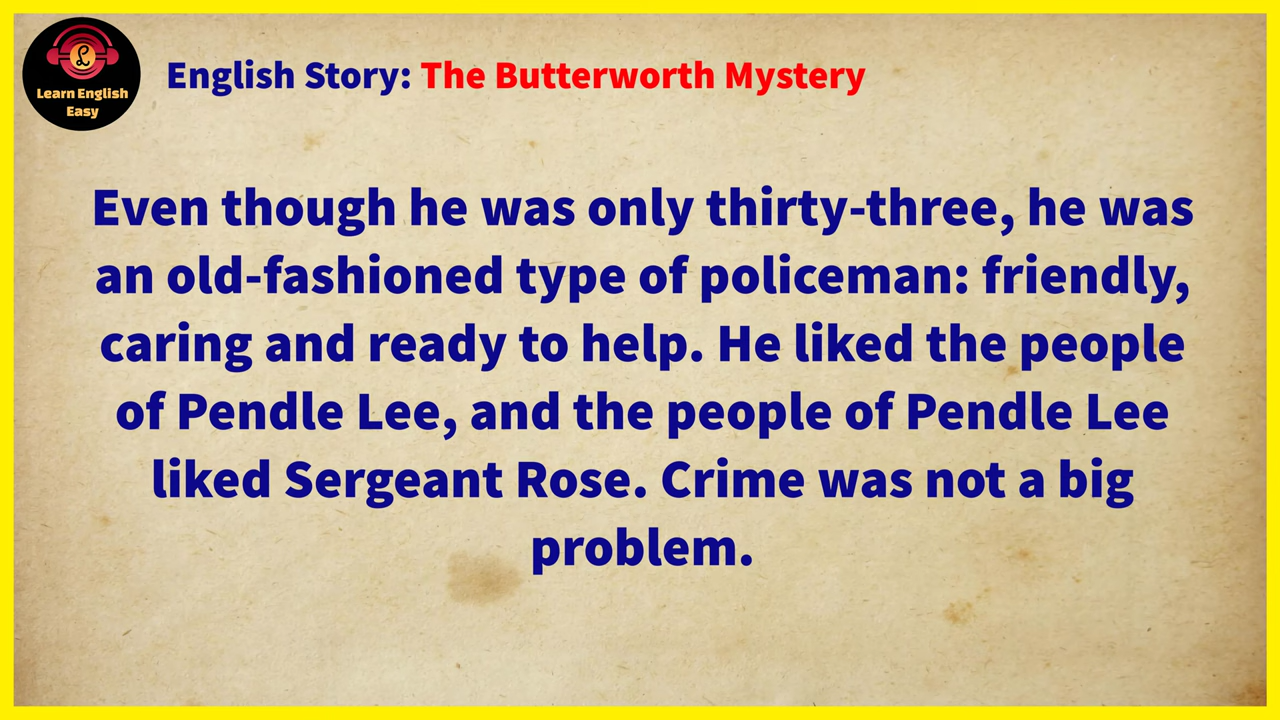 Learn English
Easy
English Story: The Butterworth Mystery
Even though he was only thirty-three, he was
an old-fashioned type of policeman: friendly,
caring and ready to help. He liked the people
of Pendle Lee, and the people of Pendle Lee
liked Sergeant Rose. Crime was not a big
problem.